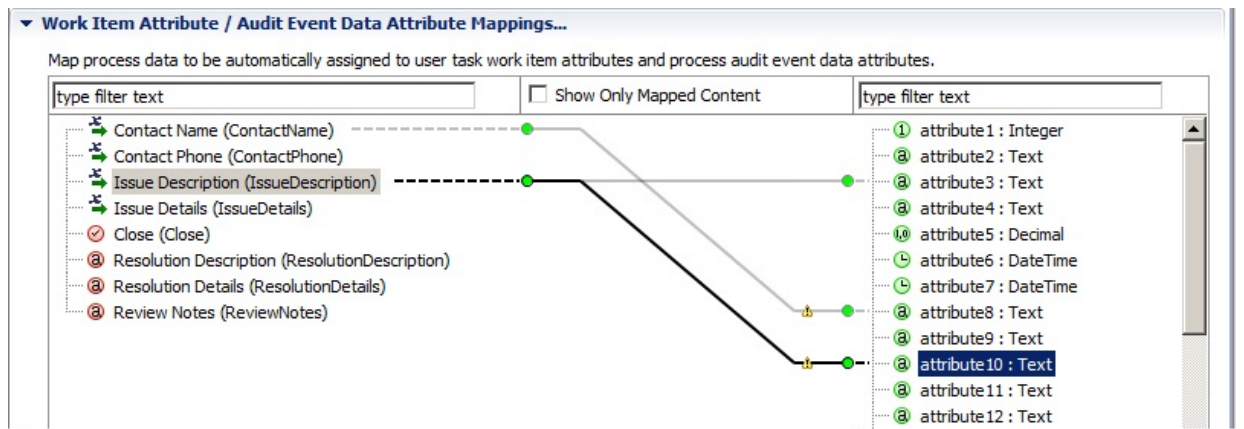 Work Item Attribute / Audit Event Data Attribute Mappings...
Map process data to be automatically assigned to user task work item attributes and process audit event data attributes.
type filter text
Show Only Mapped Content
type filter text
Contact Name (ContactName)
Contact Phone (ContactPhone)
Issue Description (IssueDescription)
Issue Details (IssueDetails)
Close (Close)
Resolution Description (ResolutionDescription)
Resolution Details (ResolutionDetails)
Review Notes (ReviewNotes)
attribute1 : Integer
attribute2 : Text
attribute3 : Text
attribute4 : Text
attribute5 : Decimal
attribute6 : DateTime
attribute7 : DateTime
attribute8 : Text
attribute9 : Text
attribute10 : Text
attribute11 : Text
attribute12 : Text